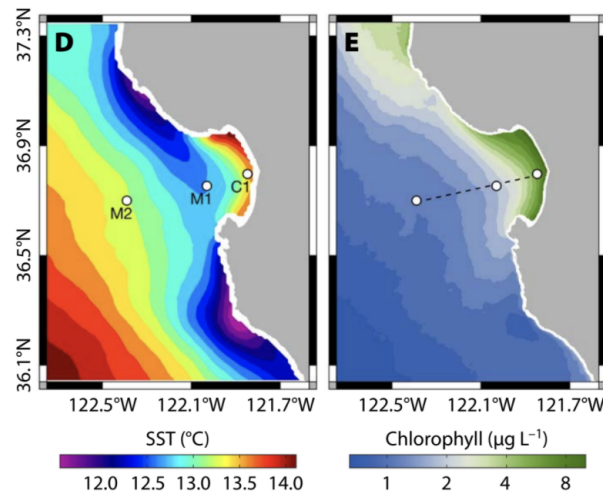 D
E
37.3°N
36.9°N
36.5°N
36.1°N
M2
M1
C1
122.5°W 122.1°W 121.7°W
122.5°W 122.1°W 121.7°W
SST (°C)
Chlorophyll (µg L⁻¹)
12.0 12.5 13.0 13.5 14.0
1 2 4 8